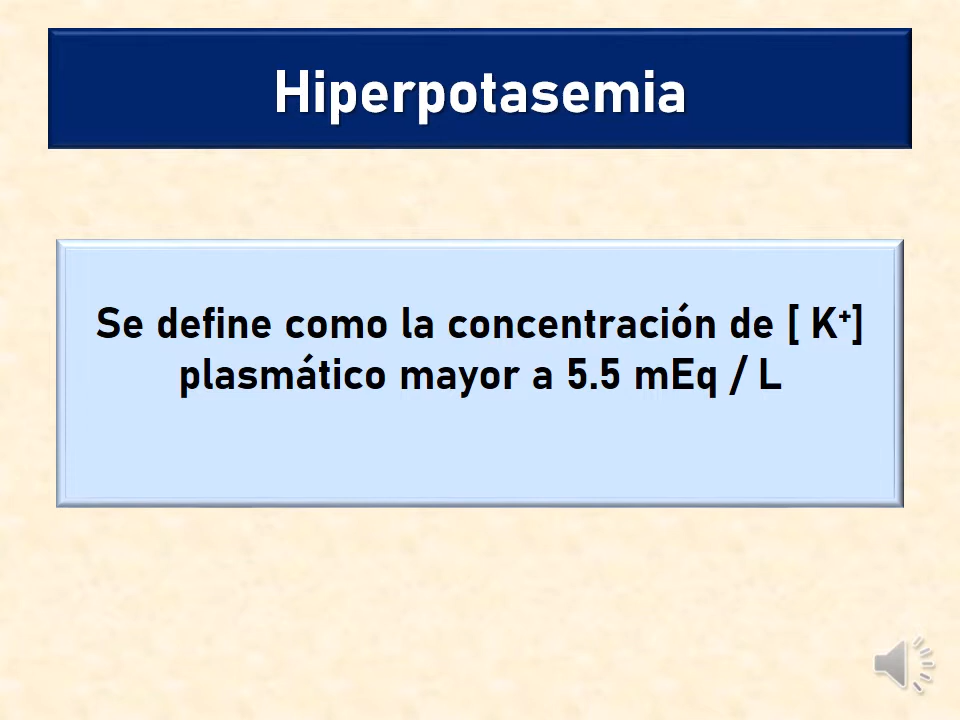 Hiperpotasemia
Se define como la concentración de [ K⁺]
plasmático mayor a 5.5 mEq / L